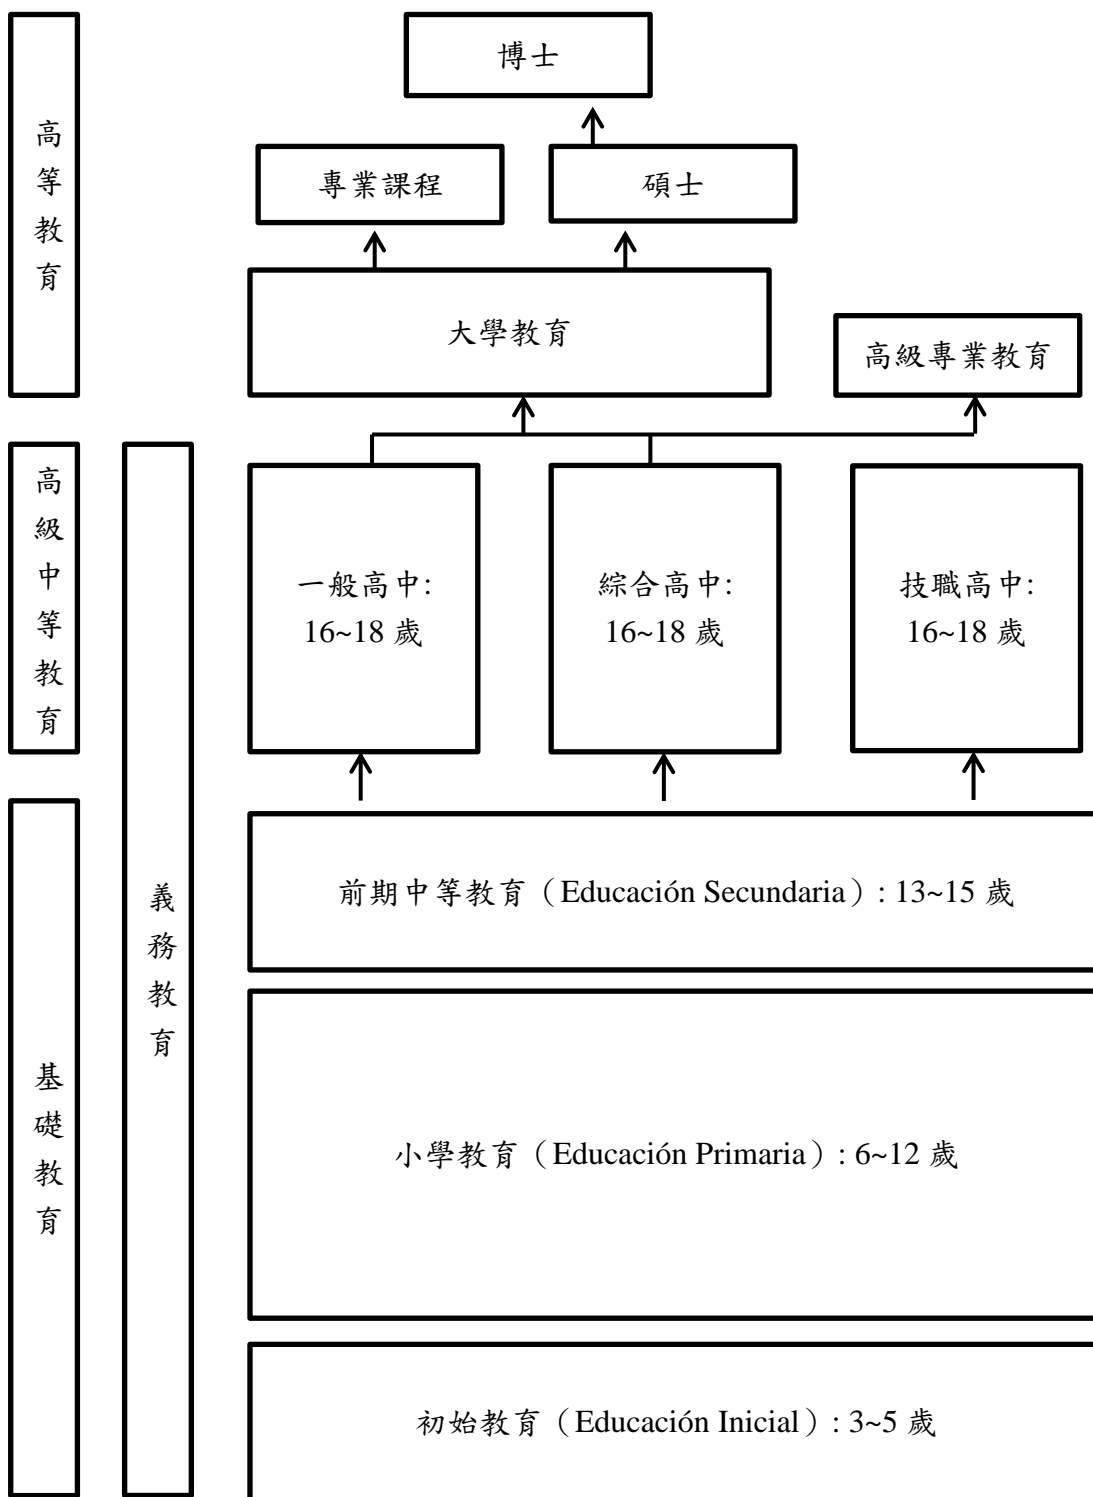 博士
專業課程
碩士
大學教育
高級專業教育
高等教育
高級中等教育
一般高中:
16~18 歲
綜合高中:
16~18 歲
技職高中:
16~18 歲
義務教育
前期中等教育（Educación Secundaria）: 13~15 歲
基礎教育
小學教育（Educación Primaria）: 6~12 歲
初始教育（Educación Inicial）: 3~5 歲